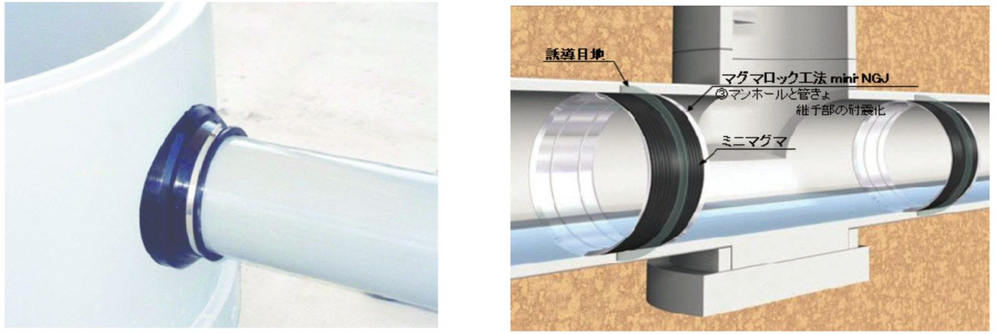 誘導目地
マグマロック工法 mini NGJ
③マンホールと管きょ
継手部の耐震化
ミニマグマ